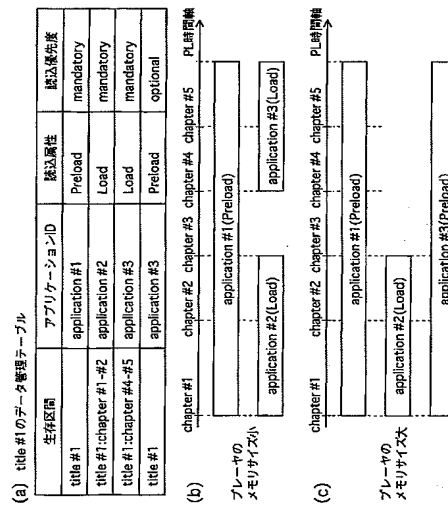 (a) title #1のデータ管理テーブル
生存区間 アプリケーションID 読込属性 読込優先度
title #1 application #1 Preload mandatory
title #1:chapter #1-#2 application #2 Load mandatory
title #1:chapter #4-#5 application #3 Load mandatory
title #1 application #3 Preload optional
(b)
chapter #1 chapter #2 chapter #3 chapter #4 chapter #5 PL時間軸
プレーヤの
メモリサイズ小
application #1(Preload)
application #2(Load) application #3(Load)
(c)
chapter #1 chapter #2 chapter #3 chapter #4 chapter #5 PL時間軸
プレーヤの
メモリサイズ大
application #1(Preload)
application #2(Load)
application #3(Preload)